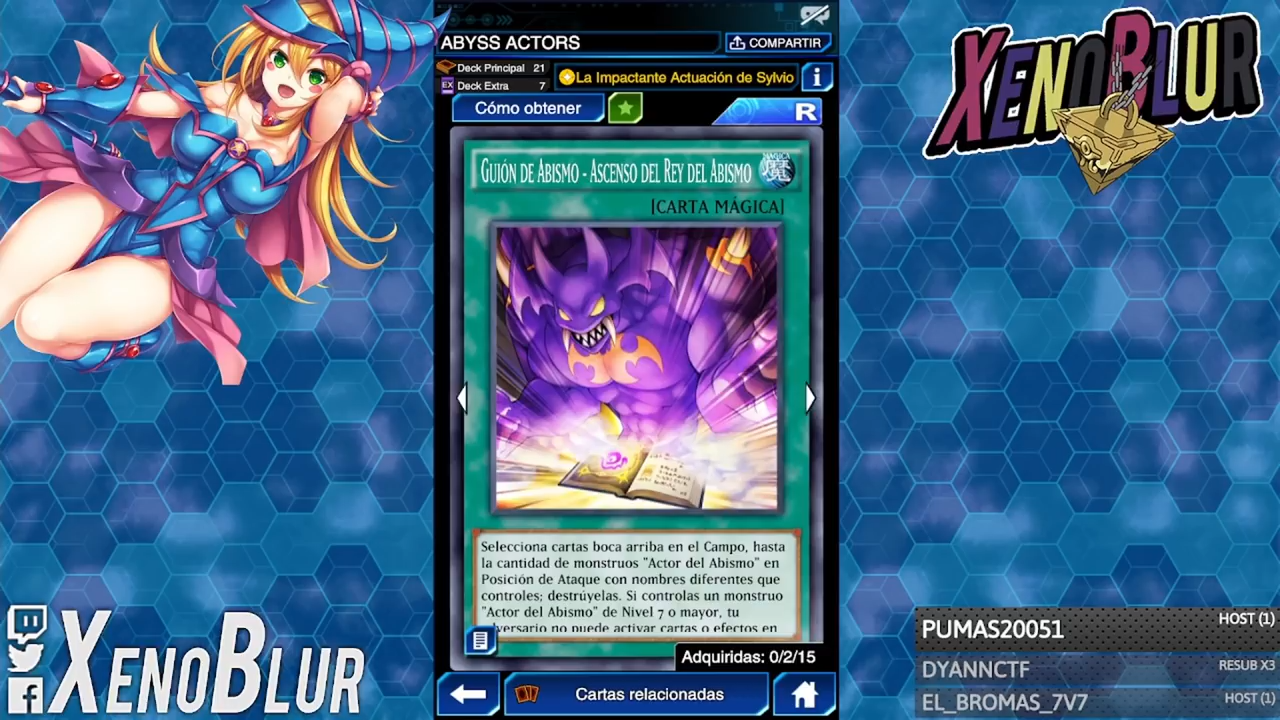 ABYSS ACTORS
COMPARTIR
Deck Principal 21
EX Deck Extra 7
La Impactante Actuación de Sylvio
i
Cómo obtener
R
GUIÓN DE ABISMO - ASCENSO DEL REY DEL ABISMO
[CARTA MÁGICA]
Selecciona cartas boca arriba en el Campo, hasta
la cantidad de monstruos "Actor del Abismo" en
Posición de Ataque con nombres diferentes que
controles; destrúyelas. Si controlas un monstruo
"Actor del Abismo" de Nivel 7 o mayor, tu
adversario no puede activar cartas o efectos en
Adquiridas: 0/2/15
Cartas relacionadas
XENOBLUR
XENOBLUR
PUMAS20051 HOST (1)
DYANNCTF RESUB X3
EL_BROMAS_7V7 HOST (1)